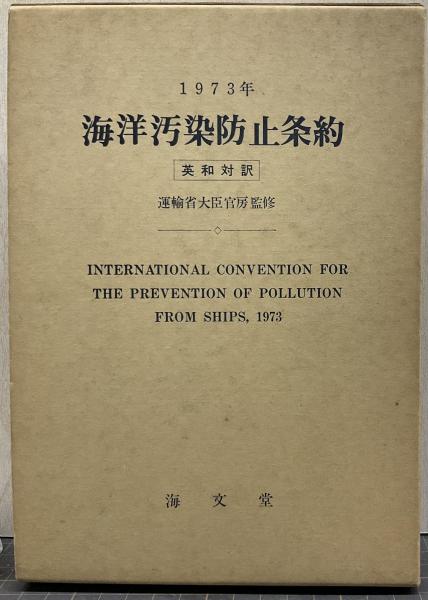 1973年
海洋汚染防止条約
英和対訳
運輸省大臣官房監修
INTERNATIONAL CONVENTION FOR
THE PREVENTION OF POLLUTION
FROM SHIPS, 1973
海文堂